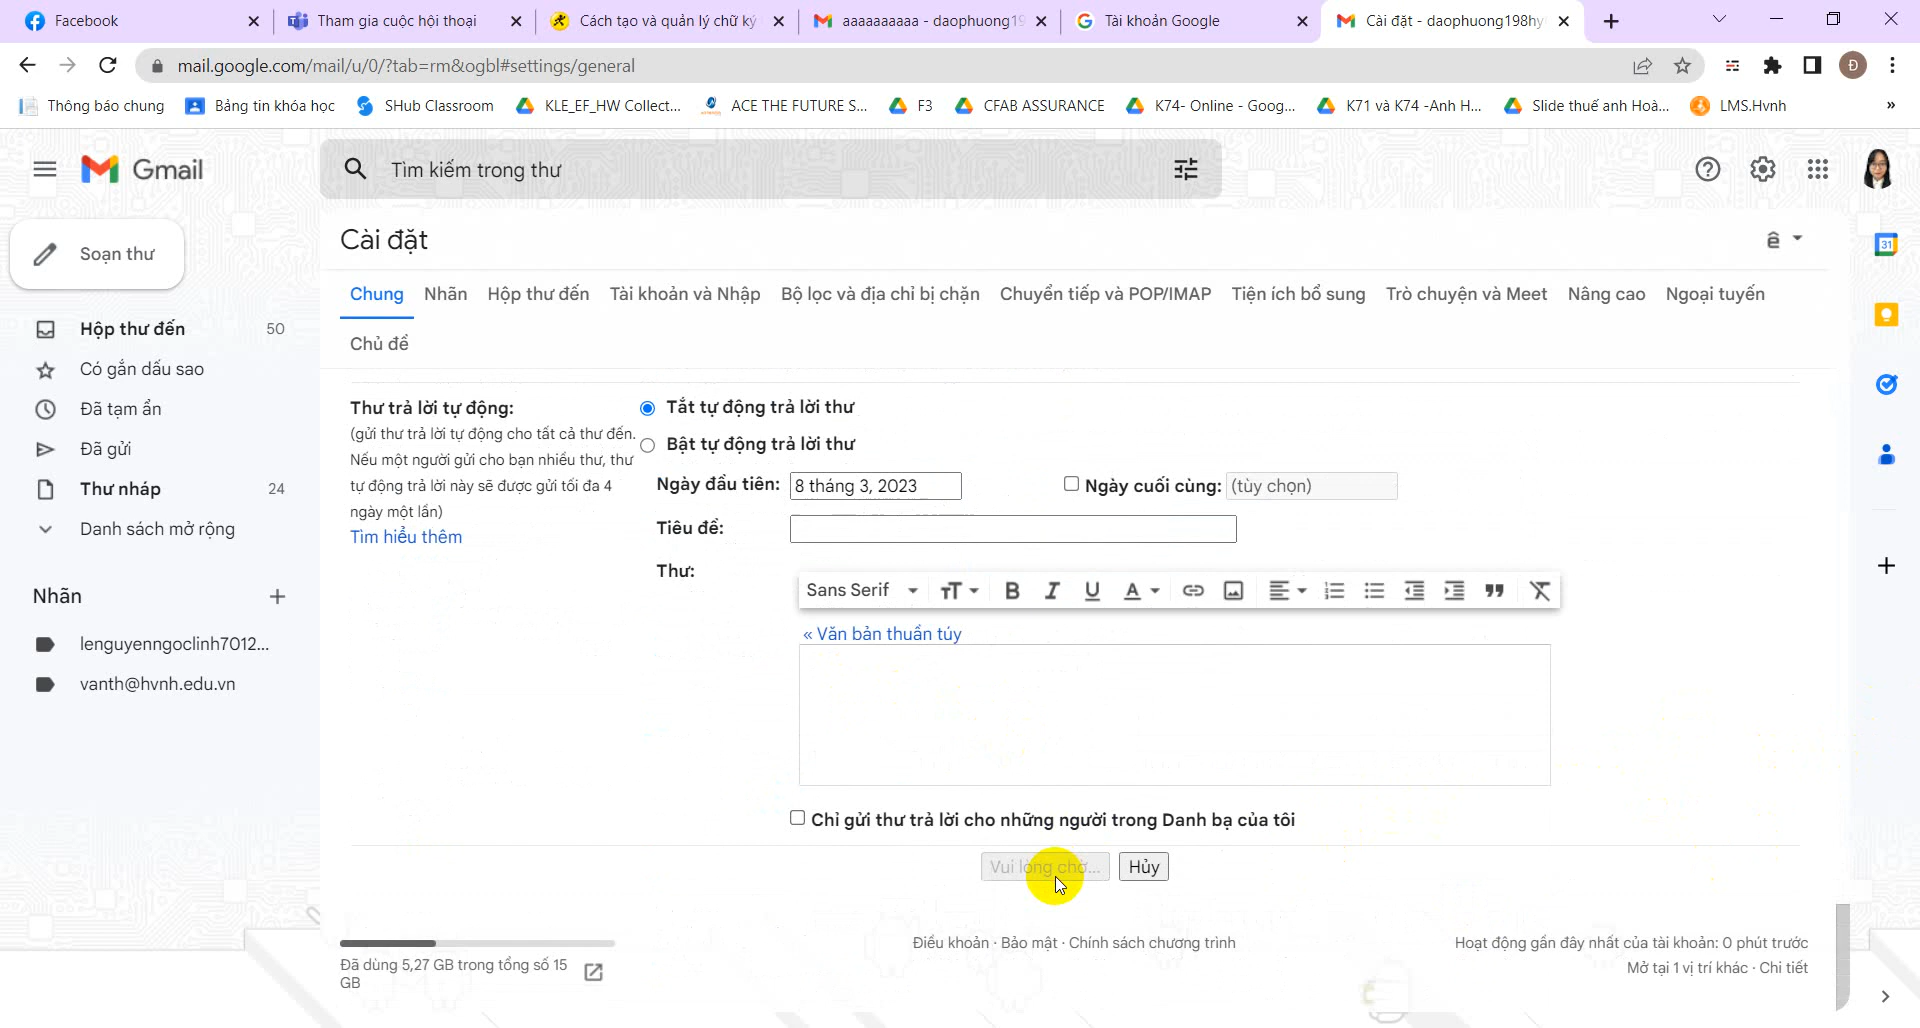 Facebook
Tham gia cuộc hội thoại
Cách tạo và quản lý chữ ký
aaaaaaaaaa - daophuong19
Tài khoản Google
Cài đặt - daophuong198hy
mail.google.com/mail/u/0/?tab=rm&ogbl#settings/general
Đ
Thông báo chung
Bảng tin khóa học
SHub Classroom
KLE_EF_HW Collect...
ACE THE FUTURE S...
F3
CFAB ASSURANCE
K74- Online - Goog...
K71 và K74 -Anh H...
Slide thuế anh Hoà...
LMS.Hvnh
»
Gmail
Tìm kiếm trong thư
Soạn thư
Cài đặt
ê
31
Chung
Nhãn
Hộp thư đến
Tài khoản và Nhập
Bộ lọc và địa chỉ bị chặn
Chuyển tiếp và POP/IMAP
Tiện ích bổ sung
Trò chuyện và Meet
Nâng cao
Ngoại tuyến
Chủ đề
Hộp thư đến 50
Có gắn dấu sao
Đã tạm ẩn
Đã gửi
Thư nháp 24
Danh sách mở rộng
Nhãn
lenguyenngoclinh7012...
vanth@hvnh.edu.vn
Thư trả lời tự động:
(gửi thư trả lời tự động cho tất cả thư đến.
Nếu một người gửi cho bạn nhiều thư, thư
tự động trả lời này sẽ được gửi tối đa 4
ngày một lần)
Tìm hiểu thêm
Tắt tự động trả lời thư
Bật tự động trả lời thư
Ngày đầu tiên: 8 tháng 3, 2023
Ngày cuối cùng: (tùy chọn)
Tiêu đề:
Thư:
Sans Serif
« Văn bản thuần túy
Chỉ gửi thư trả lời cho những người trong Danh bạ của tôi
Vui lòng chờ...
Hủy
Đã dùng 5,27 GB trong tổng số 15
GB
Điều khoản · Bảo mật · Chính sách chương trình
Hoạt động gần đây nhất của tài khoản: 0 phút trước
Mở tại 1 vị trí khác · Chi tiết